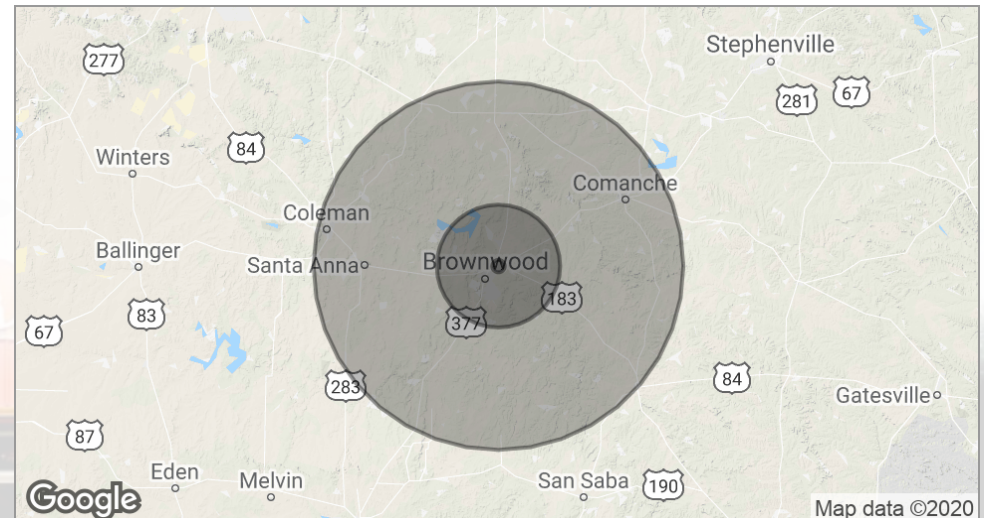 Stephenville
277
281
67
84
Winters
Comanche
Coleman
Ballinger
Santa Anna
Brownwood
183
83
377
67
283
84
Gatesville
87
Eden
Melvin
San Saba
190
Google
Map data ©2020